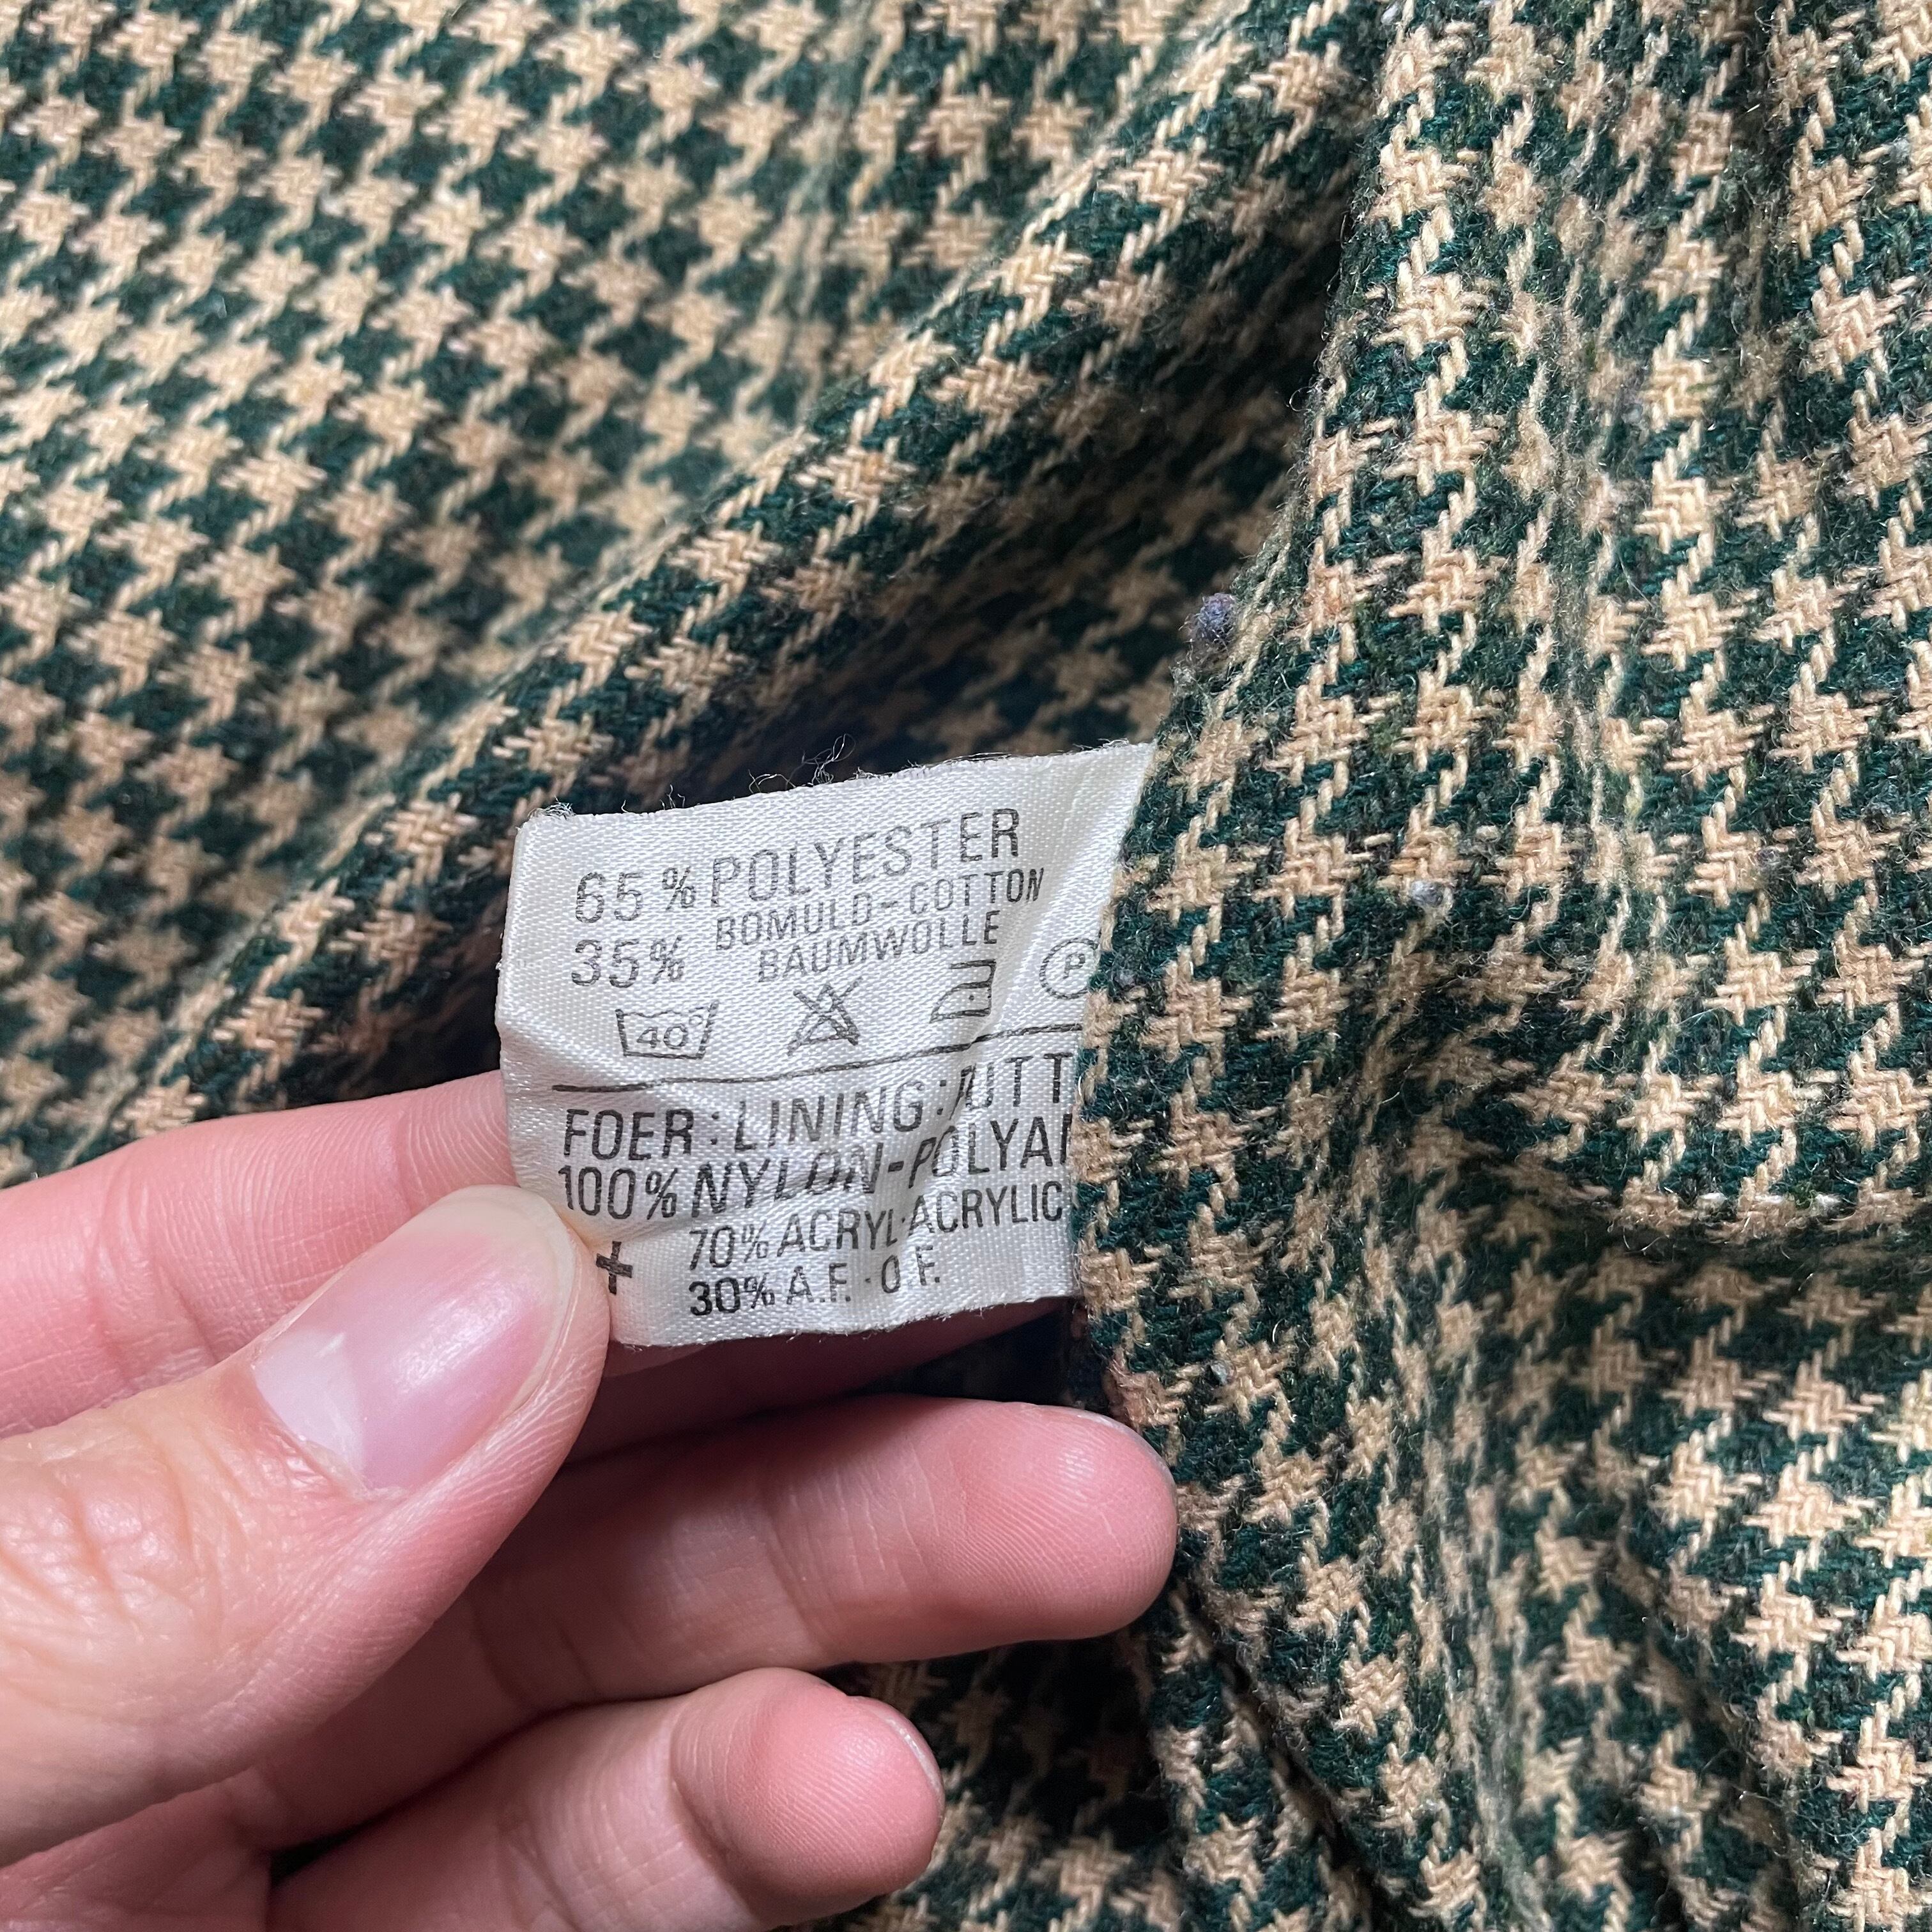 65% POLYESTER
BOMULD-COTTON
35% BAUMWOLLE
40° P
FOER: LINING:
100% NYLON-
70% ACRYL·ACRYLIC
+ 30% A.F. · O F.